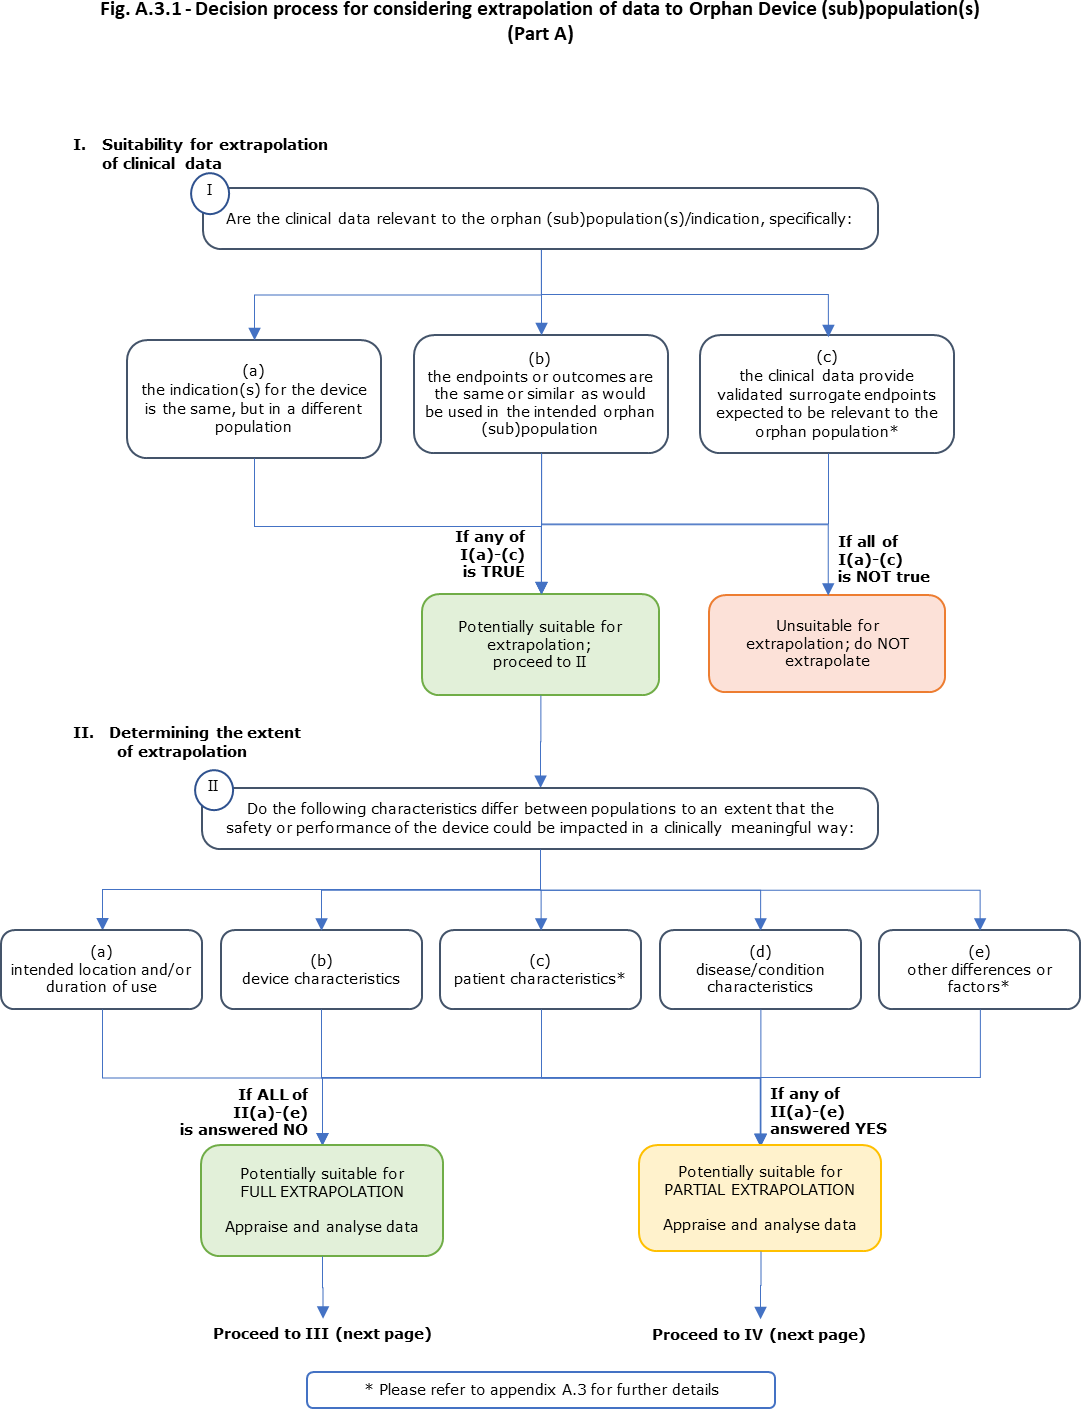 Fig. A.3.1 - Decision process for considering extrapolation of data to Orphan Device (sub)population(s)
(Part A)
I. Suitability for extrapolation
of clinical data
I
Are the clinical data relevant to the orphan (sub)population(s)/indication, specifically:
(a)
the indication(s) for the device
is the same, but in a different
population
(b)
the endpoints or outcomes are
the same or similar as would
be used in the intended orphan
(sub)population
(c)
the clinical data provide
validated surrogate endpoints
expected to be relevant to the
orphan population*
If any of
I(a)-(c)
is TRUE
If all of
I(a)-(c)
is NOT true
Potentially suitable for
extrapolation;
proceed to II
Unsuitable for
extrapolation; do NOT
extrapolate
II. Determining the extent
of extrapolation
II
Do the following characteristics differ between populations to an extent that the
safety or performance of the device could be impacted in a clinically meaningful way:
(a)
intended location and/or
duration of use
(b)
device characteristics
(c)
patient characteristics*
(d)
disease/condition
characteristics
(e)
other differences or
factors*
If ALL of
II(a)-(e)
is answered NO
If any of
II(a)-(e)
answered YES
Potentially suitable for
FULL EXTRAPOLATION
Appraise and analyse data
Potentially suitable for
PARTIAL EXTRAPOLATION
Appraise and analyse data
Proceed to III (next page)
Proceed to IV (next page)
* Please refer to appendix A.3 for further details